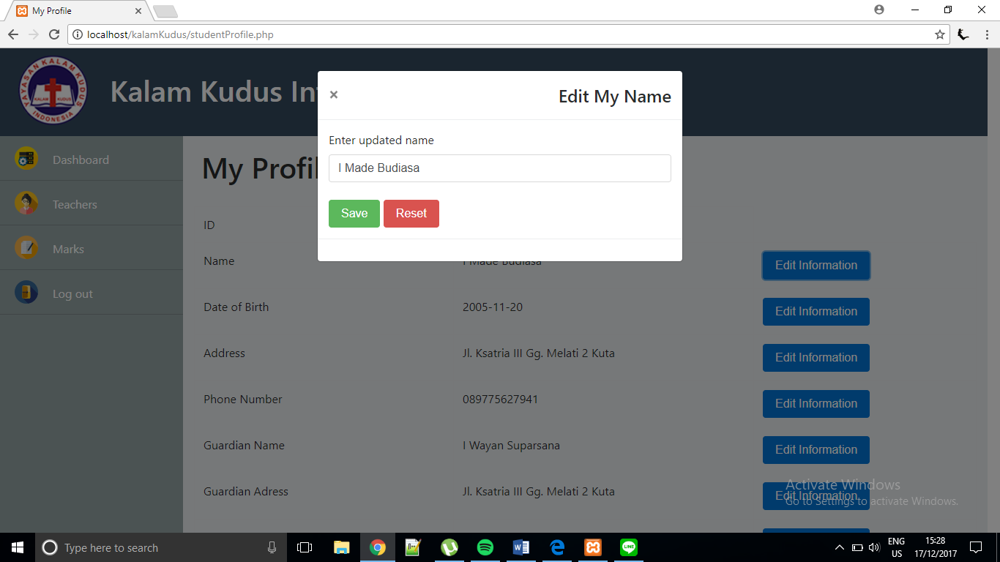 My Profile
localhost/kalamKudus/studentProfile.php
YAYASAN KALAM KUDUS
KALAM KUDUS
INDONESIA
Kalam Kudus
×
Edit My Name
Enter updated name
I Made Budiasa
Save
Reset
Dashboard
Teachers
Marks
Log out
My
ID
Name
I Made Budiasa
Edit Information
Date of Birth
2005-11-20
Edit Information
Address
Jl. Ksatria III Gg. Melati 2 Kuta
Edit Information
Phone Number
089775627941
Edit Information
Guardian Name
I Wayan Suparsana
Edit Information
Guardian Adress
Jl. Ksatria III Gg. Melati 2 Kuta
Edit Information
Activate Windows
Go to Settings to activate Windows.
Type here to search
ENG
US
15:28
17/12/2017